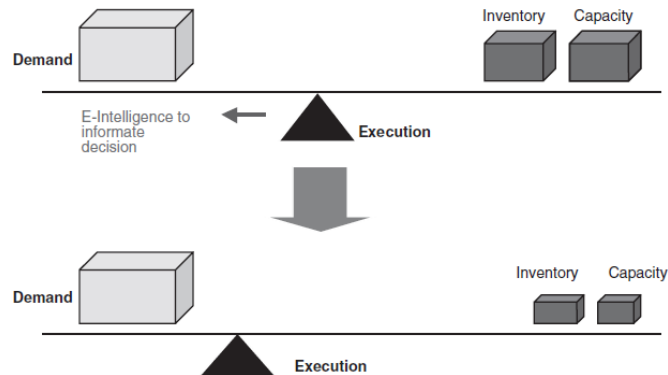 Inventory Capacity
Demand
E-Intelligence to
informate
decision
Execution
Inventory Capacity
Demand
Execution